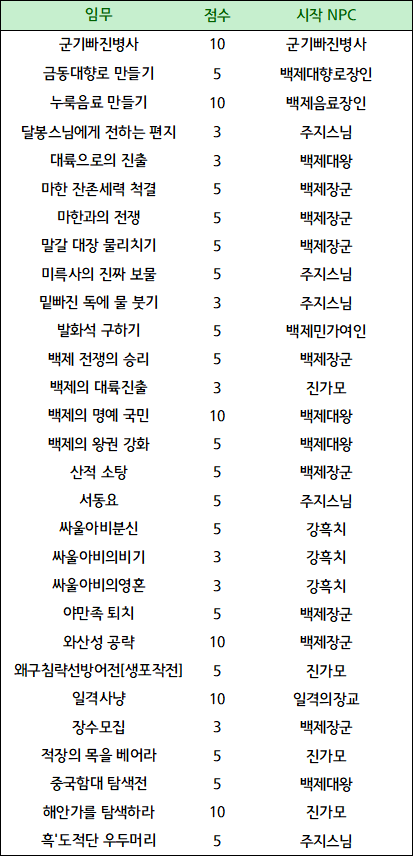 임무 점수 시작 NPC
군기빠진병사 10 군기빠진병사
금동대향로 만들기 5 백제대향로장인
누룩음료 만들기 10 백제음료장인
달봉스님에게 전하는 편지 3 주지스님
대륙으로의 진출 3 백제대왕
마한 잔존세력 척결 5 백제장군
마한과의 전쟁 5 백제장군
말갈 대장 물리치기 5 백제장군
미륵사의 진짜 보물 5 주지스님
밑빠진 독에 물 붓기 3 주지스님
발화석 구하기 5 백제민가여인
백제 전쟁의 승리 5 백제장군
백제의 대륙진출 3 진가모
백제의 명예 국민 10 백제대왕
백제의 왕권 강화 5 백제대왕
산적 소탕 5 백제장군
서동요 5 주지스님
싸울아비분신 5 강흑치
싸울아비의비기 3 강흑치
싸울아비의영혼 3 강흑치
야만족 퇴치 5 백제장군
와산성 공략 10 백제장군
왜구침략선방어전[생포작전] 5 진가모
일격사냥 10 일격의장교
장수모집 3 백제장군
적장의 목을 베어라 5 진가모
중국함대 탐색전 5 백제대왕
해안가를 탐색하라 10 진가모
흑'도적단 우두머리 5 주지스님